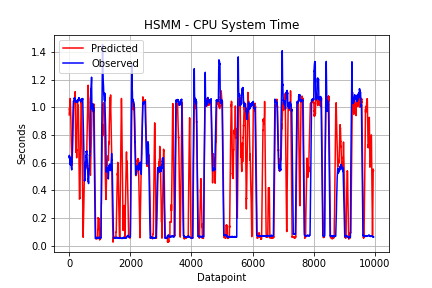 HSMM - CPU System Time
Predicted
Observed
1.4
1.2
1.0
0.8
0.6
0.4
0.2
0.0
Seconds
0 2000 4000 6000 8000 10000
Datapoint